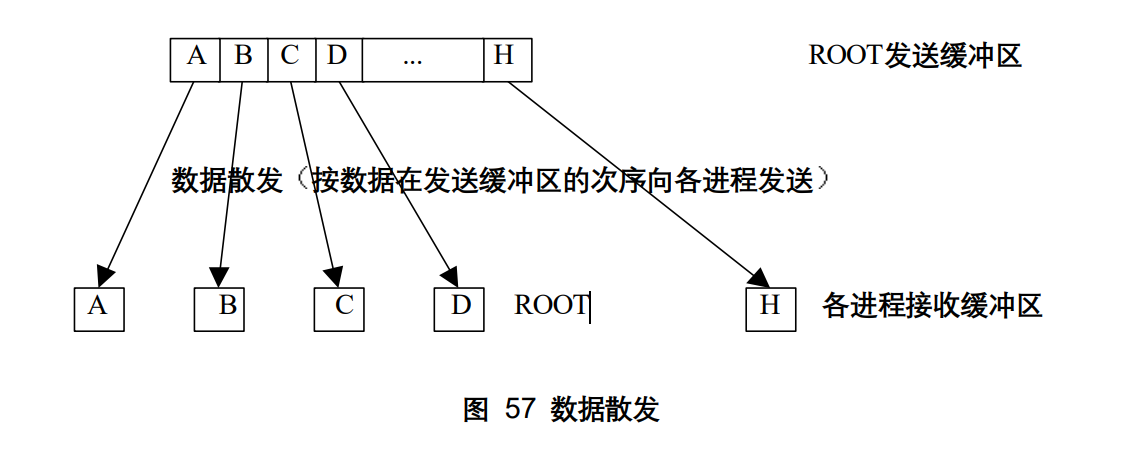 A B C D ... H ROOT发送缓冲区
数据散发（按数据在发送缓冲区的次序向各进程发送）
A B C D ROOT H 各进程接收缓冲区
图 57 数据散发